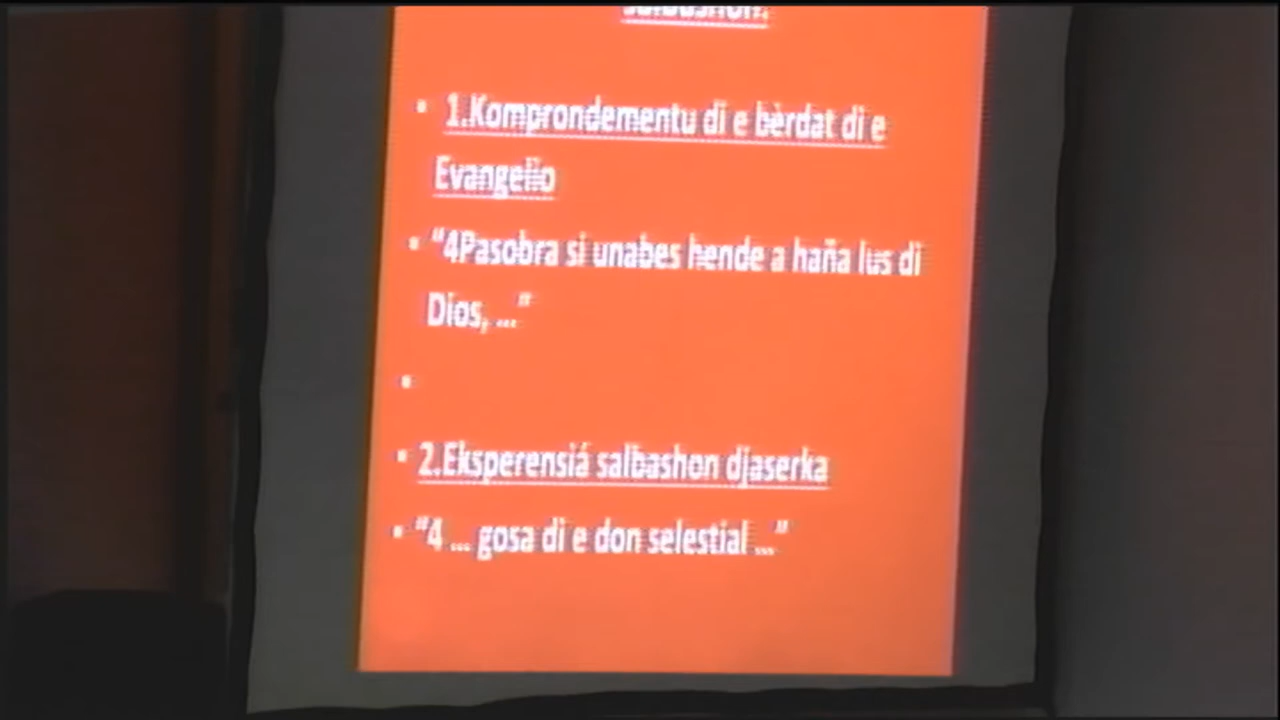 salbashon:
• 1.Komprondementu di e bèrdat di e
Evangelio
• “4Pasobra si unabes hende a haña lus di
Dios, ...”
•
• 2.Eksperensiá salbashon djaserka
• “4 ... gosa di e don selestial ...”